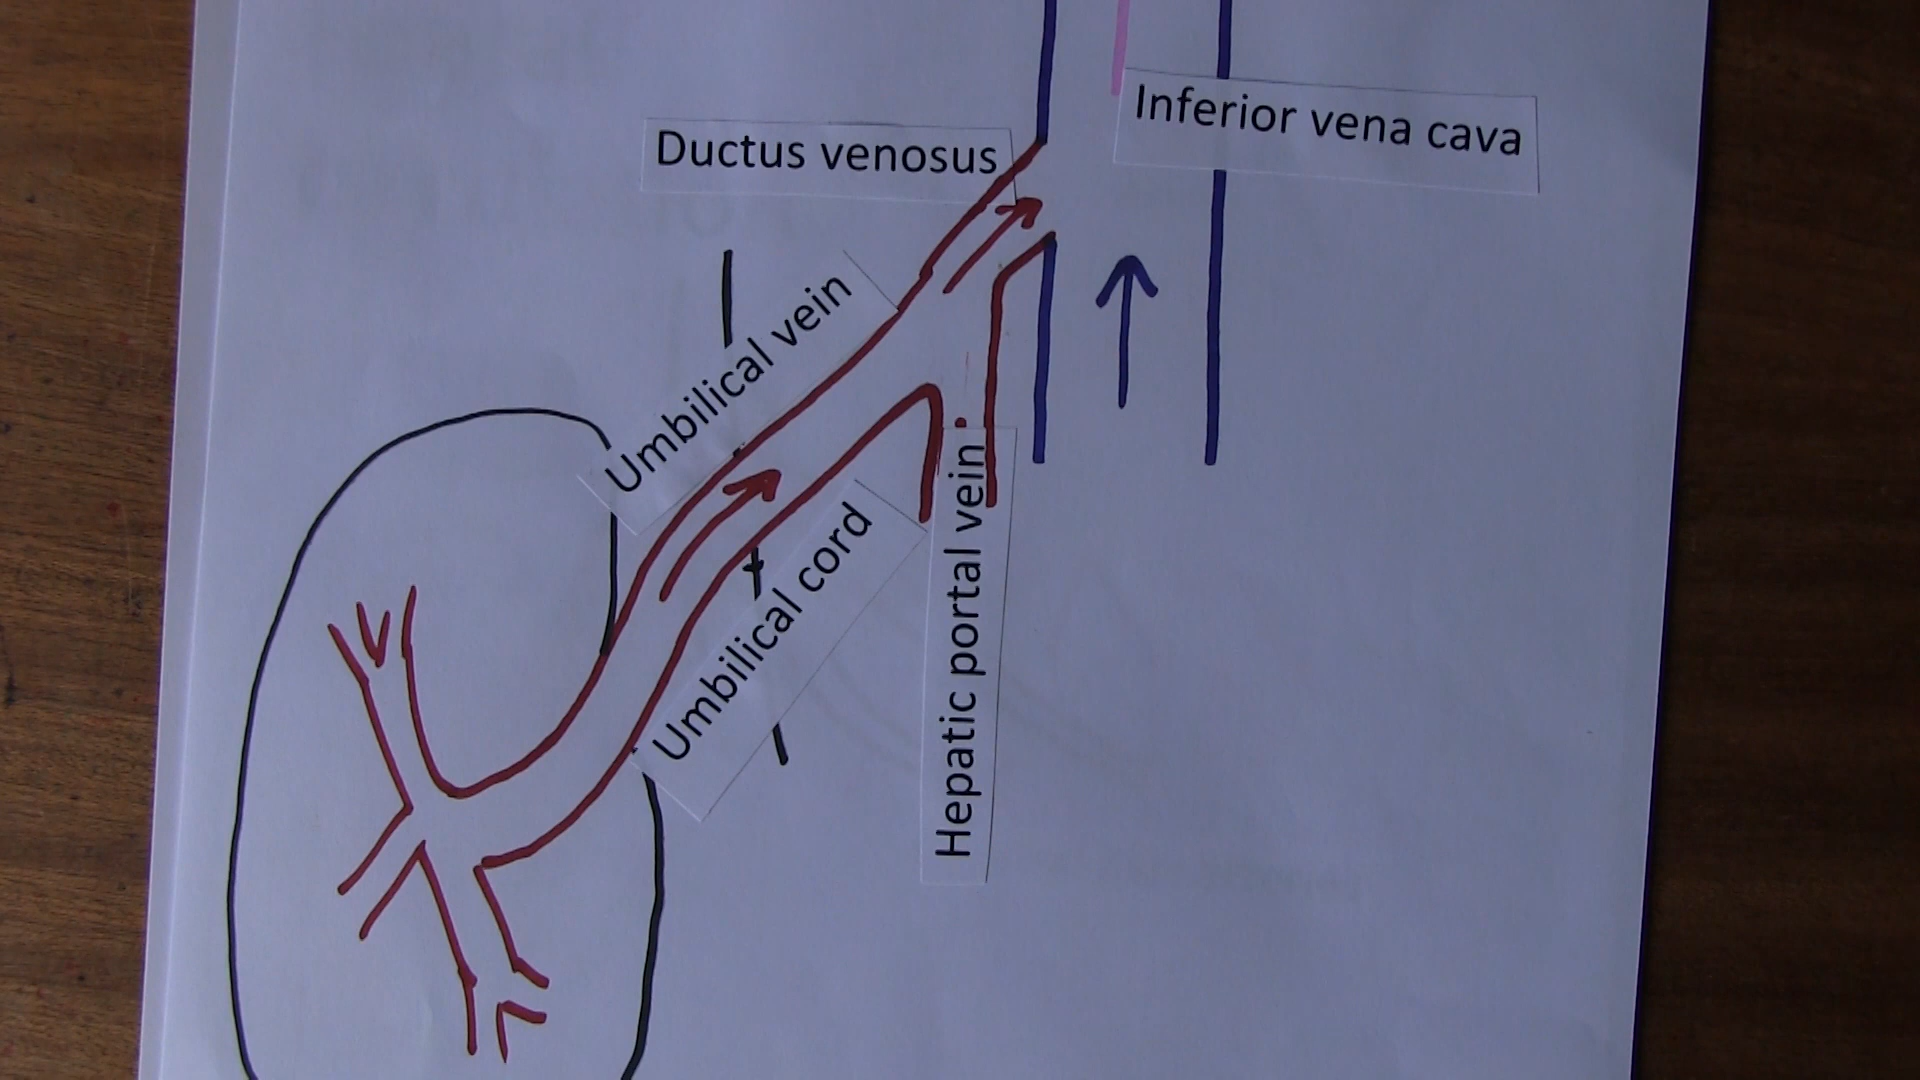 Inferior vena cava
Ductus venosus
Umbilical vein
Umbilical cord
Hepatic portal vein